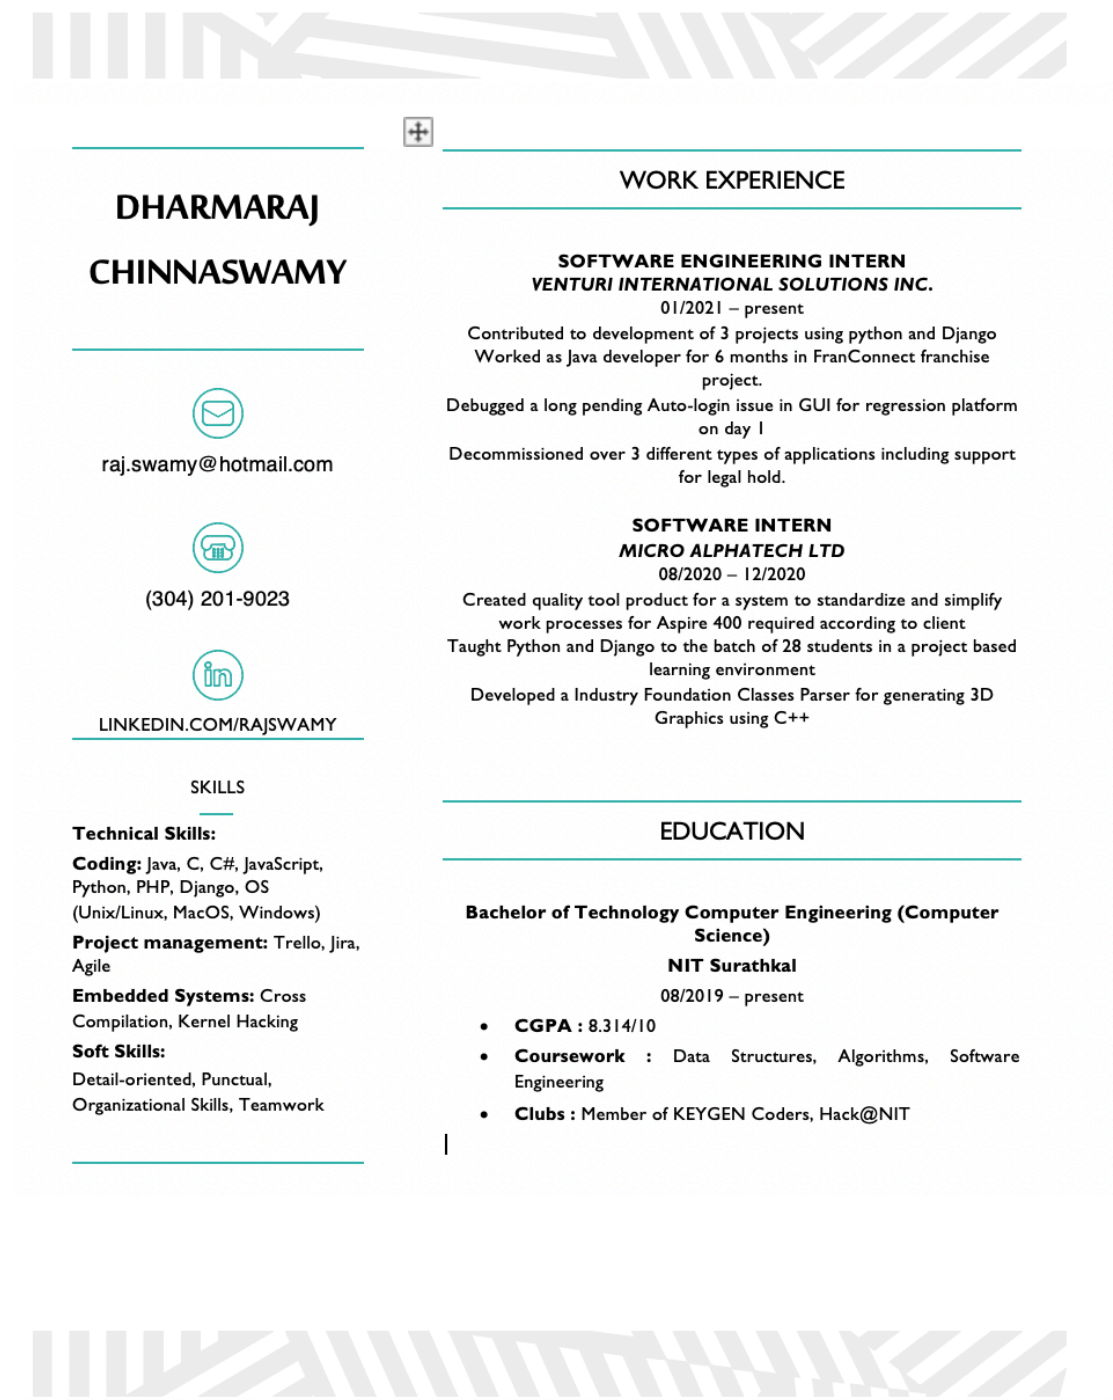 DHARMARAJ
CHINNASWAMY
raj.swamy@hotmail.com
(304) 201-9023
LINKEDIN.COM/RAJSWAMY
SKILLS
Technical Skills:
Coding: Java, C, C#, JavaScript,
Python, PHP, Django, OS
(Unix/Linux, MacOS, Windows)
Project management: Trello, Jira,
Agile
Embedded Systems: Cross
Compilation, Kernel Hacking
Soft Skills:
Detail-oriented, Punctual,
Organizational Skills, Teamwork
WORK EXPERIENCE
SOFTWARE ENGINEERING INTERN
VENTURI INTERNATIONAL SOLUTIONS INC.
01/2021 – present
Contributed to development of 3 projects using python and Django
Worked as Java developer for 6 months in FranConnect franchise
project.
Debugged a long pending Auto-login issue in GUI for regression platform
on day 1
Decommissioned over 3 different types of applications including support
for legal hold.
SOFTWARE INTERN
MICRO ALPHATECH LTD
08/2020 – 12/2020
Created quality tool product for a system to standardize and simplify
work processes for Aspire 400 required according to client
Taught Python and Django to the batch of 28 students in a project based
learning environment
Developed a Industry Foundation Classes Parser for generating 3D
Graphics using C++
EDUCATION
Bachelor of Technology Computer Engineering (Computer
Science)
NIT Surathkal
08/2019 – present
• CGPA : 8.314/10
• Coursework : Data Structures, Algorithms, Software
Engineering
• Clubs : Member of KEYGEN Coders, Hack@NIT